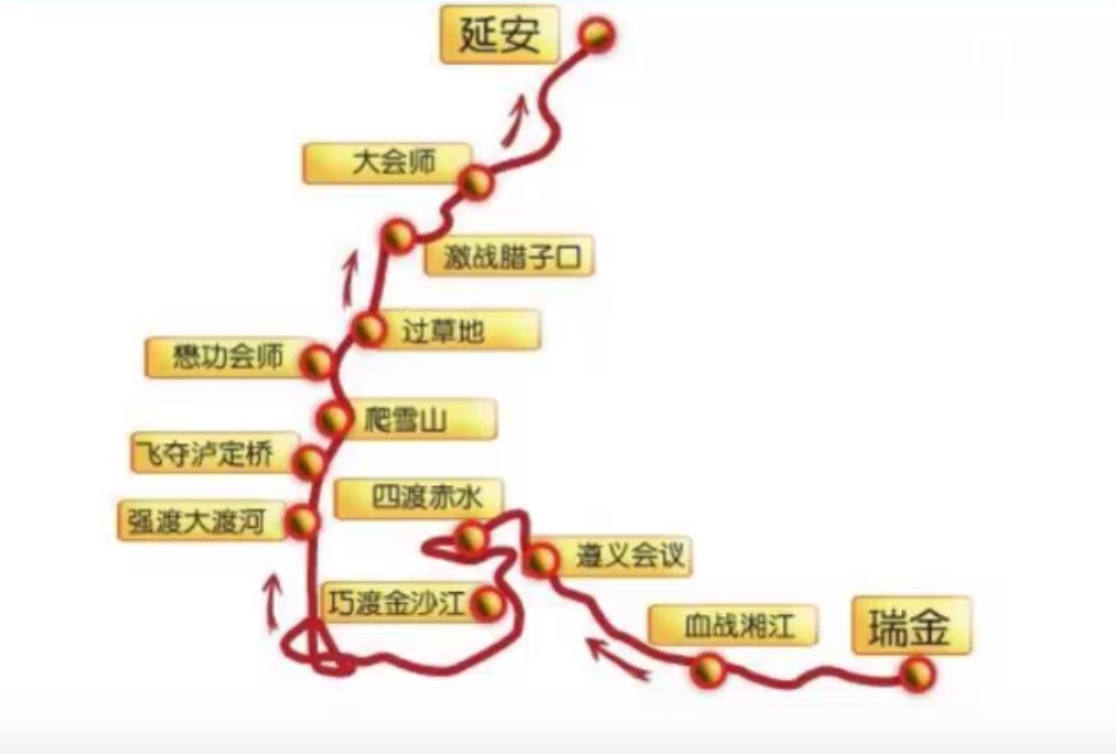 延安
大会师
激战腊子口
过草地
懋功会师
爬雪山
飞夺泸定桥
四渡赤水
强渡大渡河
遵义会议
巧渡金沙江
血战湘江
瑞金